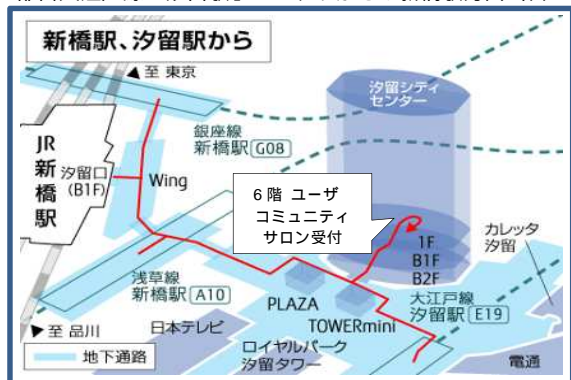 新橋駅、汐留駅から
▲至 東京
汐留シティ
センター
銀座線
新橋駅 G08
JR
新
橋
駅
汐留口
(B1F)
Wing
6階 ユーザ
コミュニティ
サロン受付
1F
B1F
B2F
カレッタ
汐留
浅草線
新橋駅 A10
PLAZA
TOWERmini
大江戸線
汐留駅 E19
▶至 品川
日本テレビ
ロイヤルパーク
汐留タワー
電通
地下通路